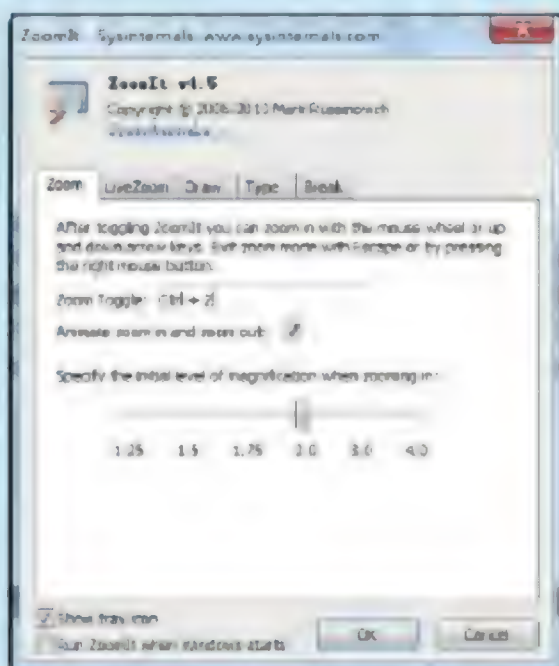 ZoomIt - Sysinternals: www.sysinternals.com
ZoomIt v4.5
Copyright © 2006-2013 Mark Russinovich
Zoom LiveZoom Draw Type Break
After toggling ZoomIt you can zoom in with the mouse wheel or up
and down arrow keys. Exit zoom mode with Escape or by pressing
the right mouse button.
Zoom Toggle:
Animate zoom in and zoom out:
Specify the initial level of magnification when zooming in:
1.25 1.5 1.75 2.0 3.0 4.0
Show tray icon
Run ZoomIt when Windows starts
OK Cancel